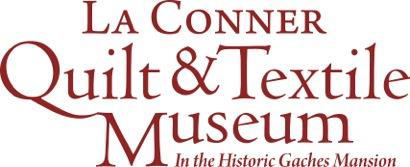 La Conner
Quilt & Textile
Museum
In the Historic Gaches Mansion